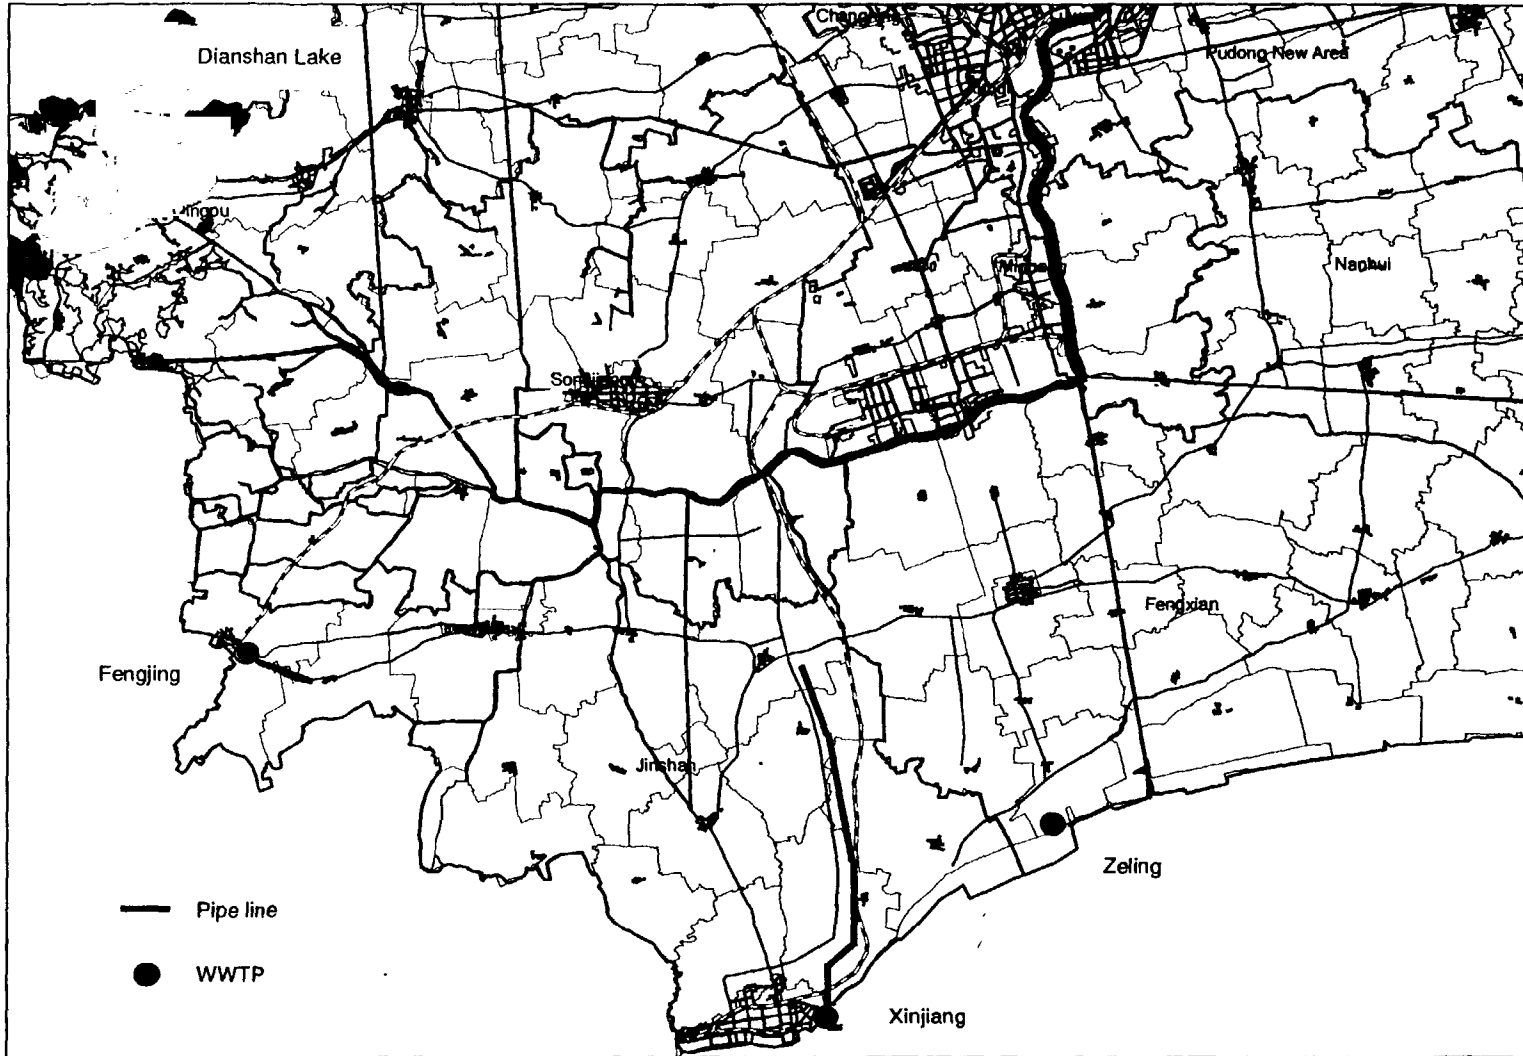 Dianshan Lake
Pudong New Area
Nanhui
Fengxian
Fengjing
Jinshan
Zeling
Pipe line
WWTP
Xinjiang